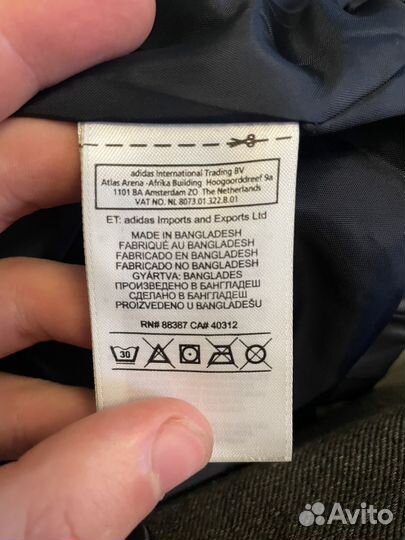 adidas International Trading BV
Atlas Arena -Afrika Building Hoogoorddreef 9a
1101 BA Amsterdam ZO The Netherlands
VAT NO. NL 8073.01.322.B.01
ET: adidas Imports and Exports Ltd
MADE IN BANGLADESH
FABRIQUÉ AU BANGLADESH
FABRICADO EN BANGLADESH
FABRICADO NO BANGLADESH
GYÁRTVA: BANGLADES
ПРОИЗВЕДЕНО В БАНГЛАДЕШ
СДЕЛАНО В БАНГЛАДЕШ
PROIZVEDENO U BANGLADEŠU
RN# 88387 CA# 40312
30
Avito